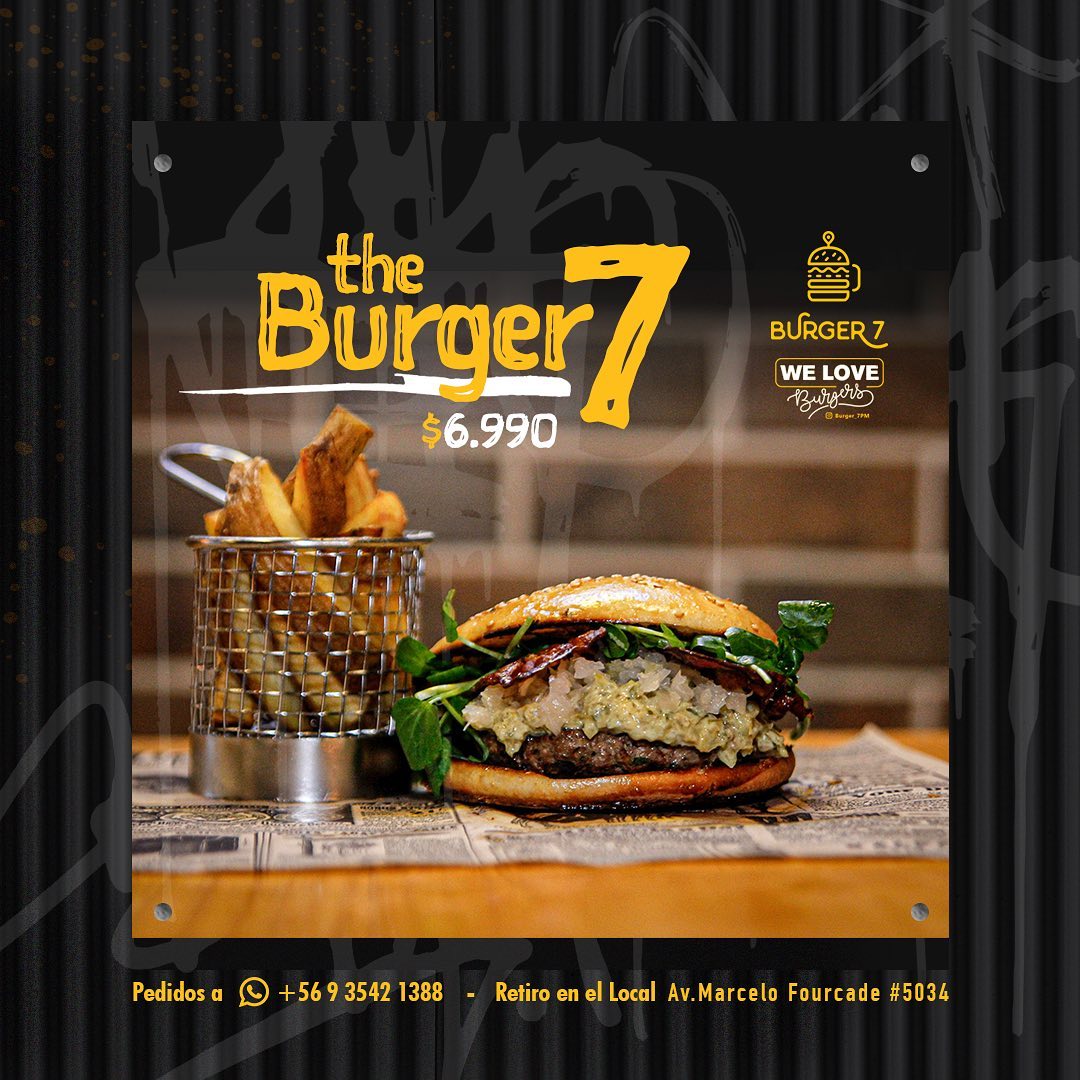 the
Burger 7
$6.990
BURGER 7
WE LOVE
Burgers
Burger_7PM
Pedidos a +56 9 3542 1388 - Retiro en el Local Av.Marcelo Fourcade #5034